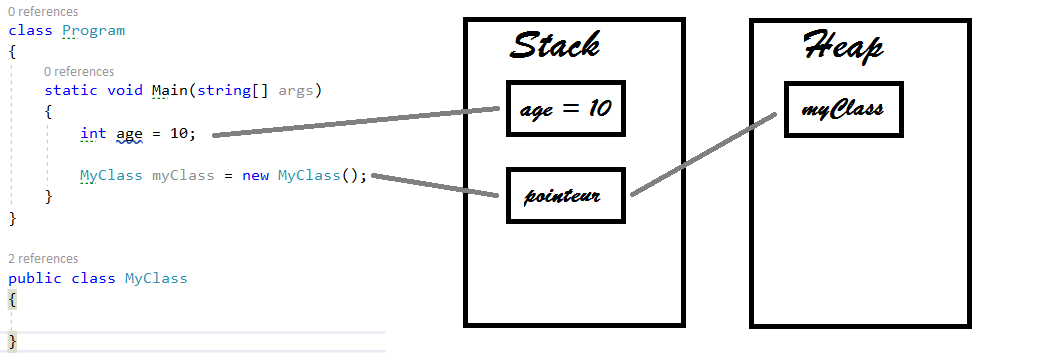 0 references
class Program
{
0 references
static void Main(string[] args)
{
int age = 10;
MyClass myClass = new MyClass();
}
}
2 references
public class MyClass
{
}
Stack
age = 10
pointeur
Heap
myClass